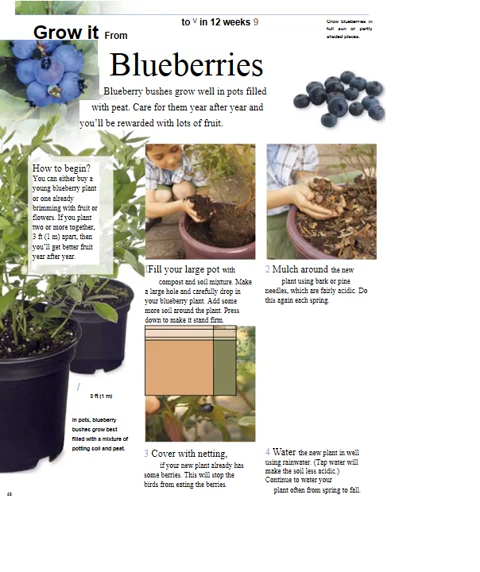 to v in 12 weeks 9
Grow it From
Grow blueberries in
full sun or partly
shaded places.
Blueberries
Blueberry bushes grow well in pots filled
with peat. Care for them year after year and
you'll be rewarded with lots of fruit.
How to begin?
You can either buy a
young blueberry plant
or one already
brimming with fruit or
flowers. If you plant
two or more together,
3 ft (1 m) apart, then
you'll get better fruit
year after year.
1Fill your large pot with
compost and soil mixture. Make
a large hole and carefully drop in
your blueberry plant. Add some
more soil around the plant. Press
down to make it stand firm.
2 Mulch around the new
plant using bark or pine
needles, which are fairly acidic. Do
this again each spring.
/
3 ft (1 m)
In pots, blueberry
bushes grow best
filled with a mixture of
potting soil and peat.
3 Cover with netting,
if your new plant already has
some berries. This will stop the
birds from eating the berries.
4 Water the new plant in well
using rainwater. (Tap water will
make the soil less acidic.)
Continue to water your
plant often from spring to fall.